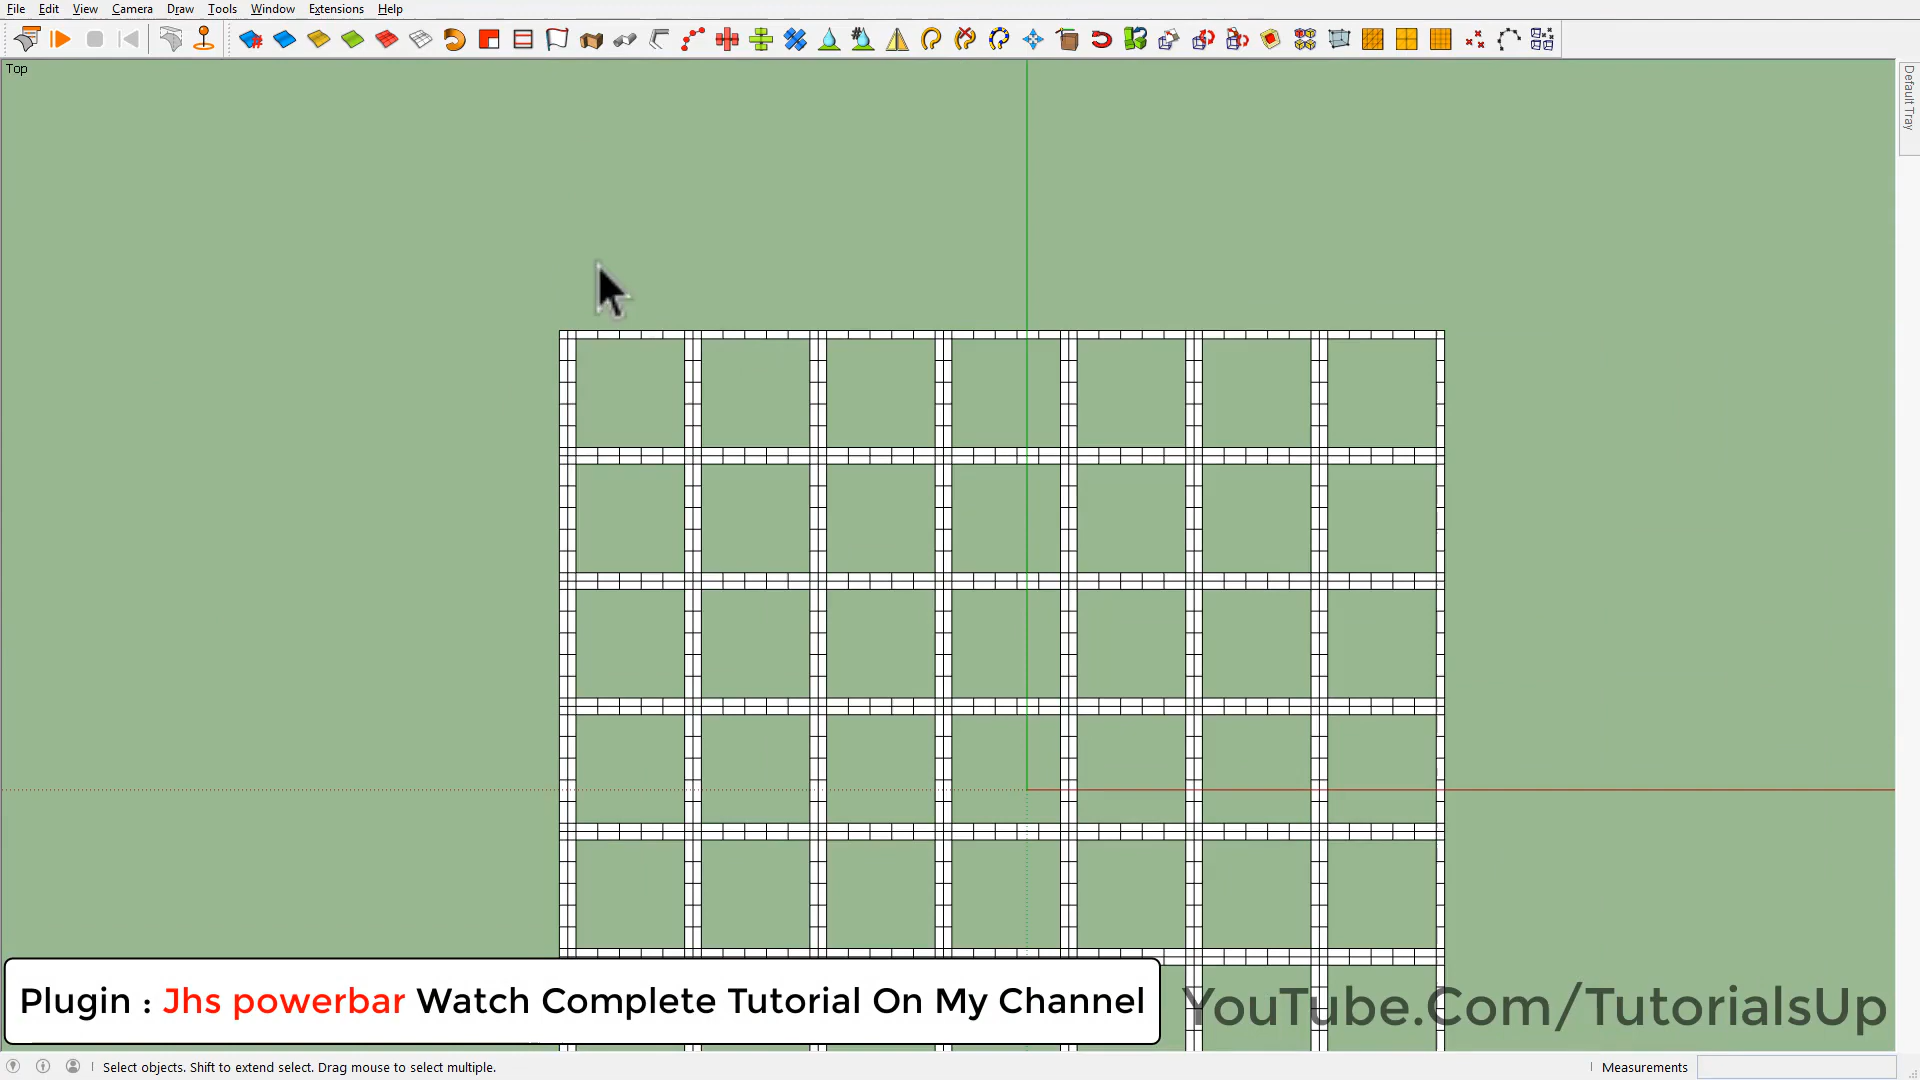 File Edit View Camera Draw Tools Window Extensions Help
Top
Default Tray
Plugin : Jhs powerbar Watch Complete Tutorial On My Channel
YouTube.Com/TutorialsUp
Select objects. Shift to extend select. Drag mouse to select multiple.
Measurements